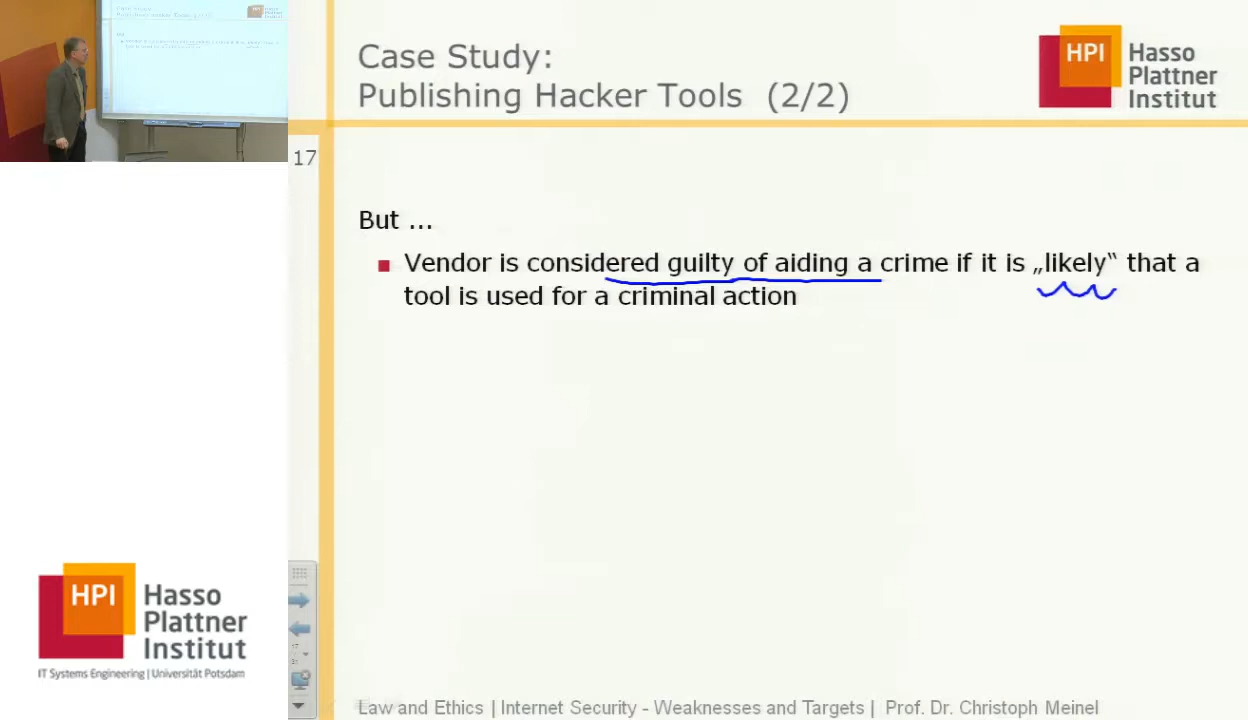 Case Study:
Publishing Hacker Tools (2/2)
HPI Hasso
Plattner
Institut
17
But ...
■ Vendor is considered guilty of aiding a crime if it is „likely“ that a
tool is used for a criminal action
HPI Hasso
Plattner
Institut
IT Systems Engineering | Universität Potsdam
Law and Ethics | Internet Security - Weaknesses and Targets | Prof. Dr. Christoph Meinel